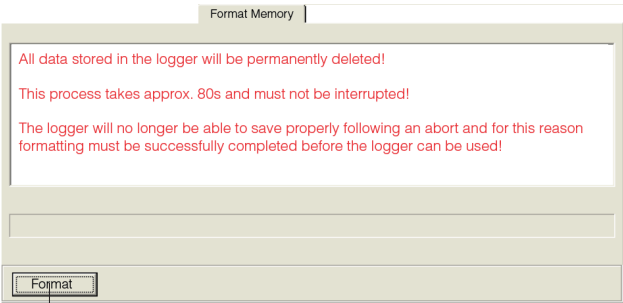 Format Memory
All data stored in the logger will be permanently deleted!
This process takes approx. 80s and must not be interrupted!
The logger will no longer be able to save properly following an abort and for this reason
formatting must be successfully completed before the logger can be used!
Format